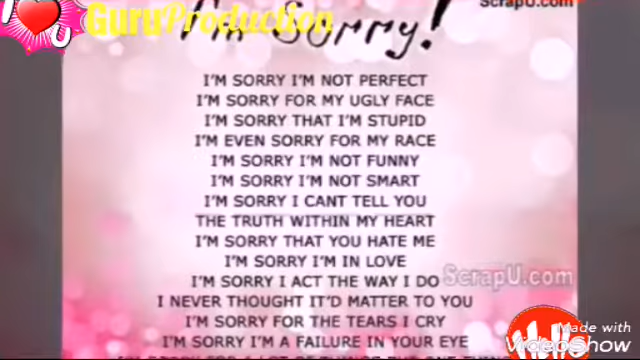 ScrapU.com
GuruProduction
I'm Sorry!
I'M SORRY I'M NOT PERFECT
I'M SORRY FOR MY UGLY FACE
I'M SORRY THAT I'M STUPID
I'M EVEN SORRY FOR MY RACE
I'M SORRY I'M NOT FUNNY
I'M SORRY I'M NOT SMART
I'M SORRY I CANT TELL YOU
THE TRUTH WITHIN MY HEART
I'M SORRY THAT YOU HATE ME
I'M SORRY I'M IN LOVE
I'M SORRY I ACT THE WAY I DO
ScrapU.com
I NEVER THOUGHT IT'D MATTER TO YOU
I'M SORRY FOR THE TEARS I CRY
I'M SORRY I'M A FAILURE IN YOUR EYE
Made with
VideoShow